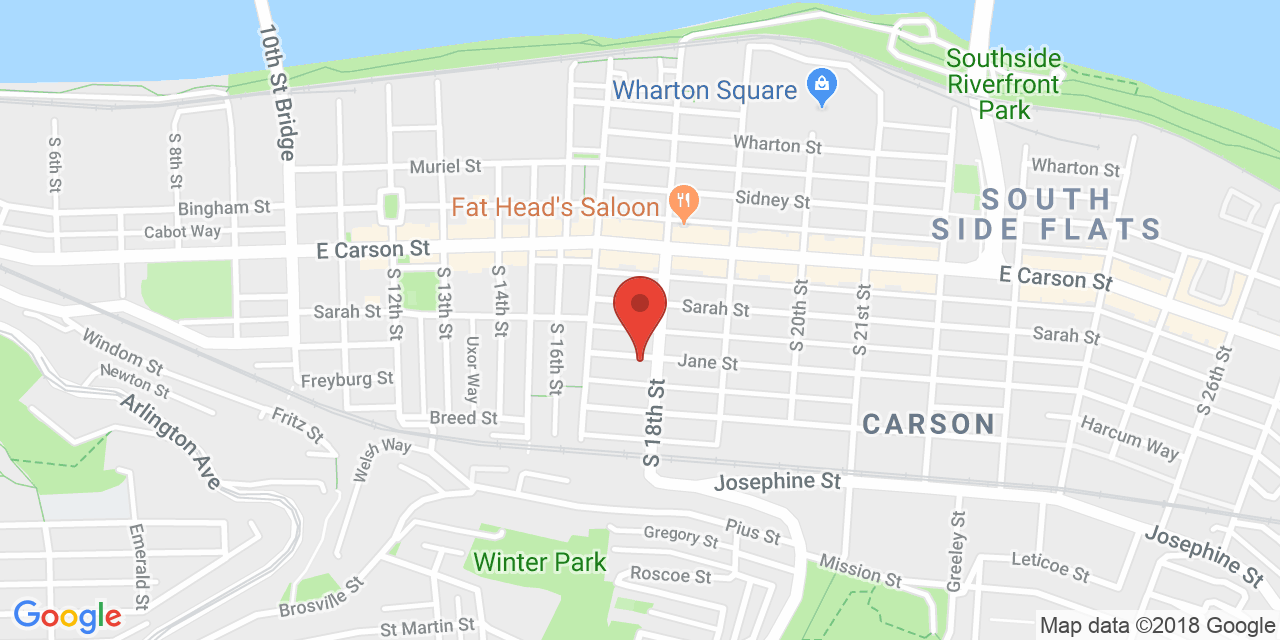 10th St Bridge
Southside
Riverfront
Park
Wharton Square
Wharton St
Wharton St
S 6th St
S 8th St
Muriel St
Sidney St
SOUTH
SIDE FLATS
Bingham St
Fat Head's Saloon
Cabot Way
E Carson St
E Carson St
S 12th St
S 13th St
S 14th St
Sarah St
Sarah St
Sarah St
S 20th St
S 21st St
Windom St
Newton St
Uxor Way
S 16th St
Jane St
Freyburg St
S 26th St
Arlington Ave
Fritz St
Breed St
S 18th St
CARSON
Harcum Way
Welsh Way
Josephine St
Josephine St
Emerald St
Gregory St
Pius St
Greeley St
Winter Park
Roscoe St
Mission St
Leticoe St
Brosville St
St Martin St
Google
Map data ©2018 Google